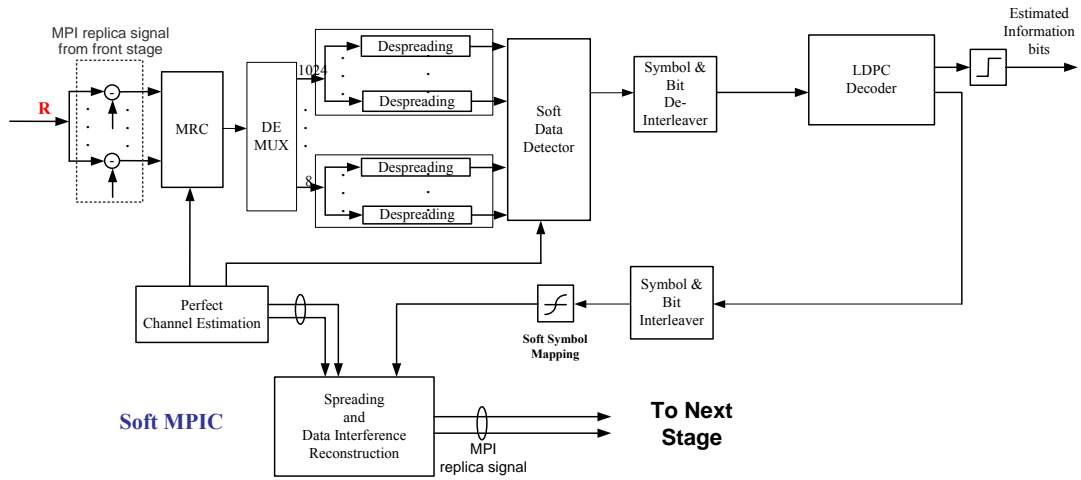 MPI replica signal
from front stage
R
-
-
MRC
DE
MUX
1024
8
Despreading
Despreading
Despreading
Despreading
Soft
Data
Detector
Symbol &
Bit
De-
Interleaver
LDPC
Decoder
Estimated
Information
bits
Perfect
Channel Estimation
Symbol &
Bit
Interleaver
Soft Symbol
Mapping
Soft MPIC
Spreading
and
Data Interference
Reconstruction
MPI
replica signal
To Next
Stage